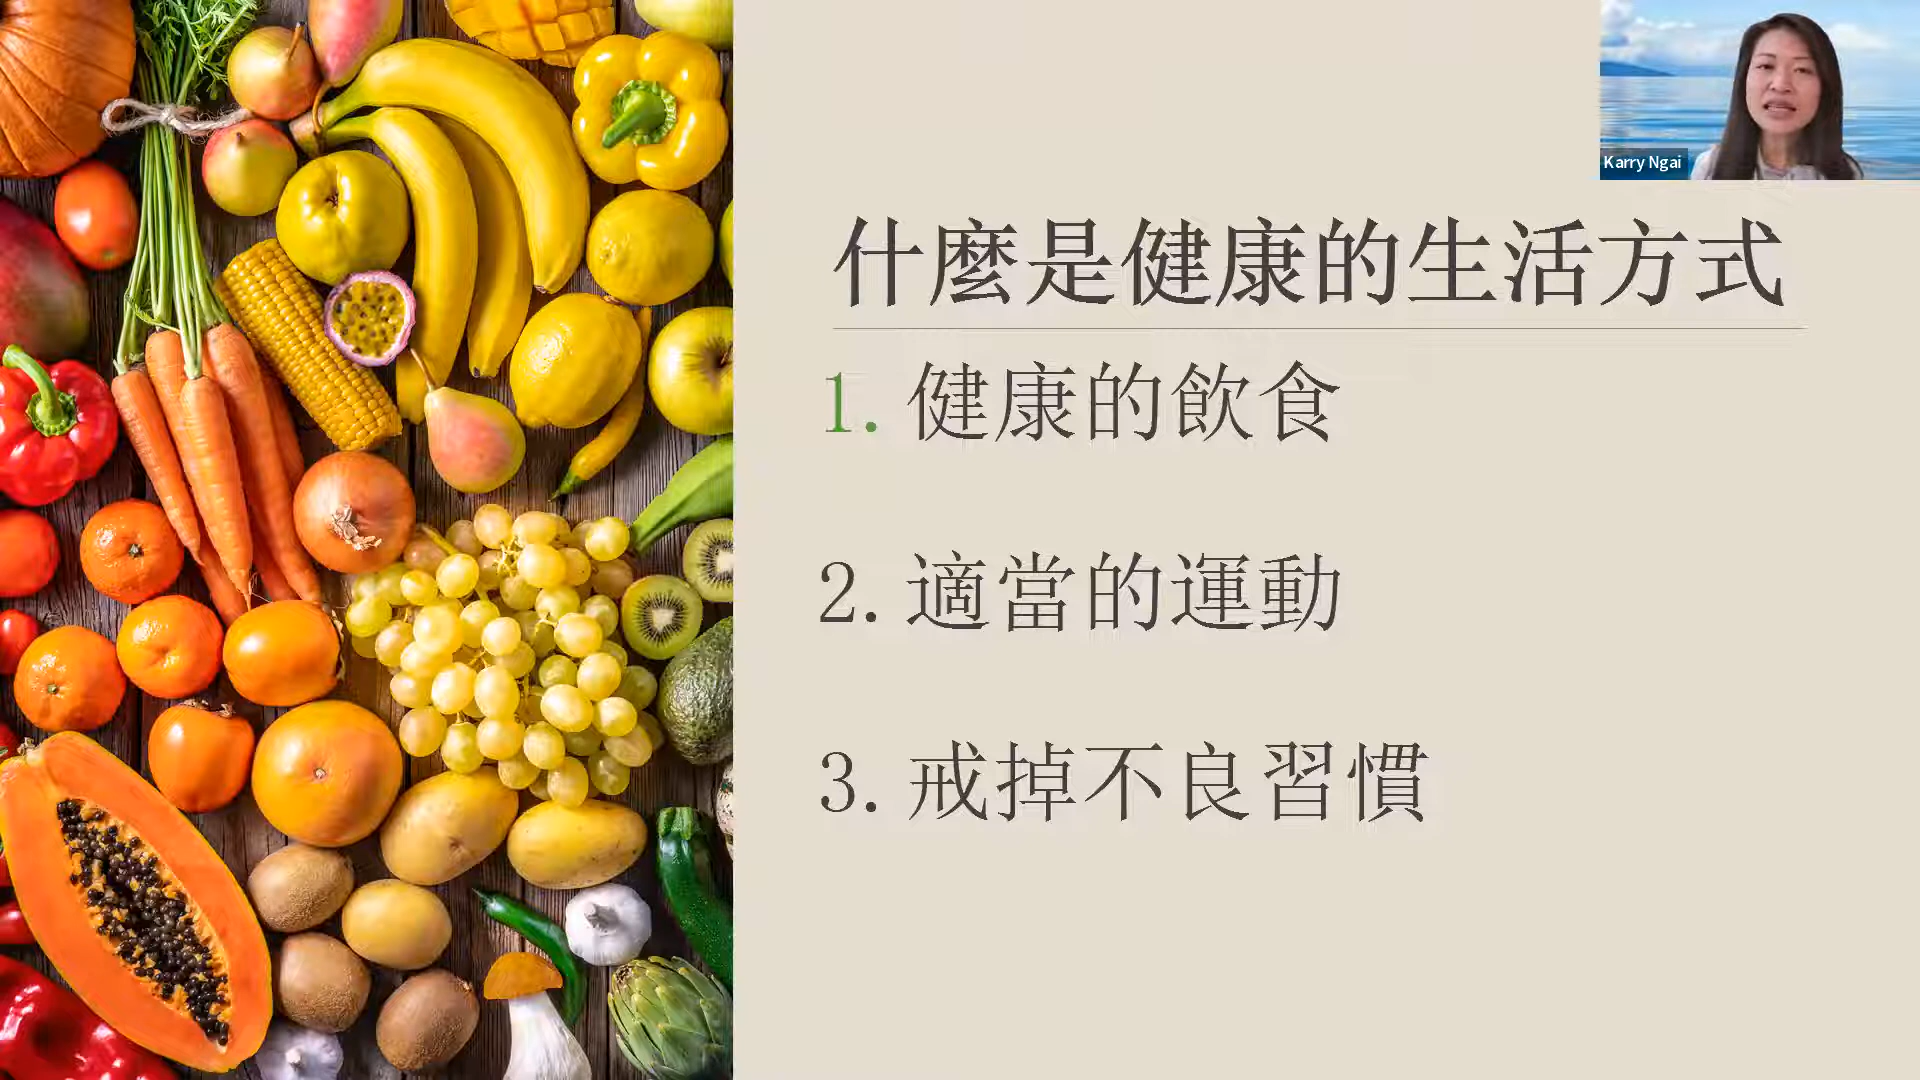 Karry Ngai
什麼是健康的生活方式
1. 健康的飲食
2. 適當的運動
3. 戒掉不良習慣